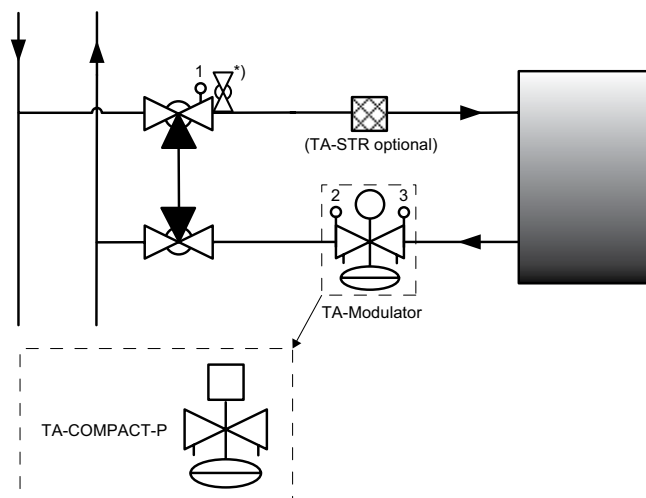 1
*)
(TA-STR optional)
2
3
TA-Modulator
TA-COMPACT-P